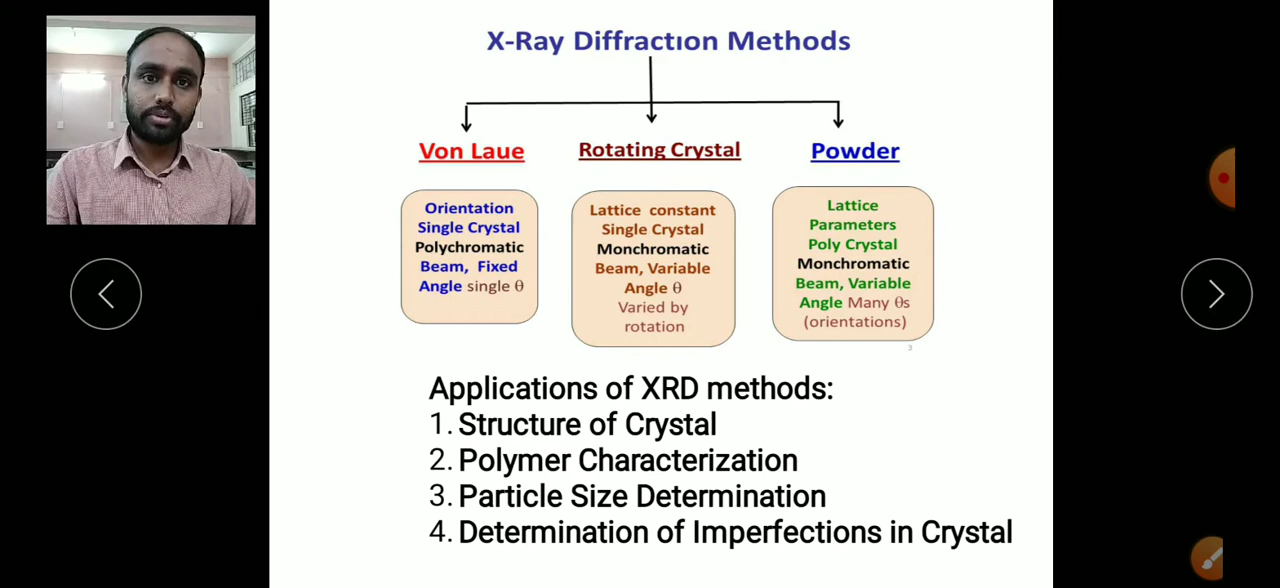 X-Ray Diffraction Methods
Von Laue
Rotating Crystal
Powder
Orientation
Single Crystal
Polychromatic
Beam, Fixed
Angle single θ
Lattice constant
Single Crystal
Monchromatic
Beam, Variable
Angle θ
Varied by
rotation
Lattice
Parameters
Poly Crystal
Monchromatic
Beam, Variable
Angle Many θs
(orientations)
3
Applications of XRD methods:
1. Structure of Crystal
2. Polymer Characterization
3. Particle Size Determination
4. Determination of Imperfections in Crystal